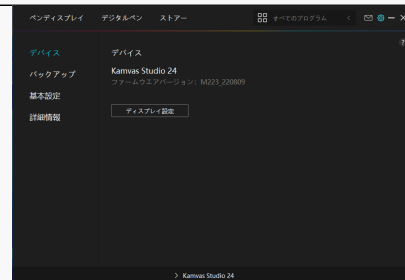 ペンディスプレイ デジタルペン ストアー すべてのプログラム
デバイス
バックアップ
基本設定
詳細情報
デバイス
Kamvas Studio 24
ファームウエアバージョン: M223_220809
ディスプレイ設定
Kamvas Studio 24